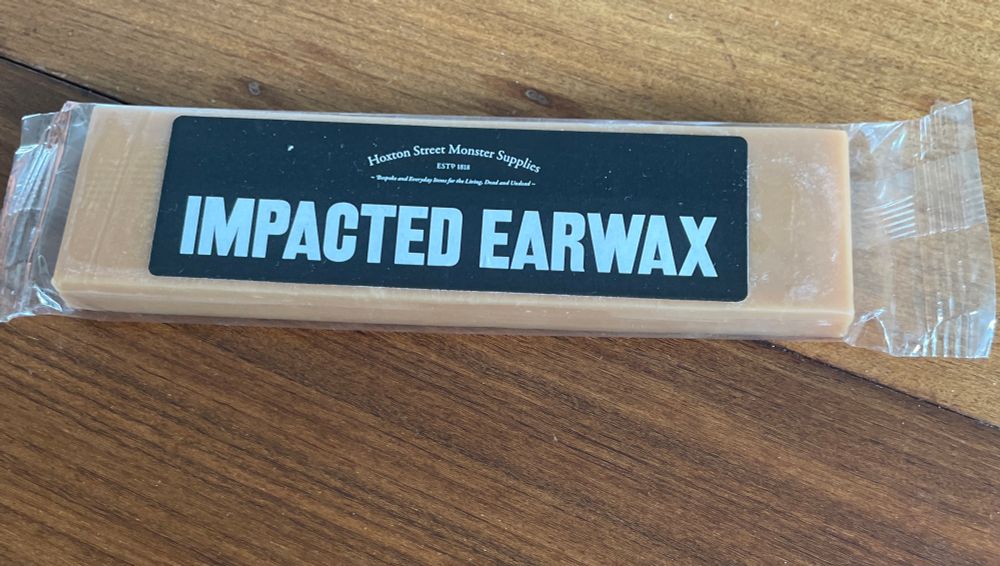 Hoxton Street Monster Supplies
ESTD 1818
~ Bespoke and Everyday Items for the Living, Dead and Undead ~
IMPACTED EARWAX